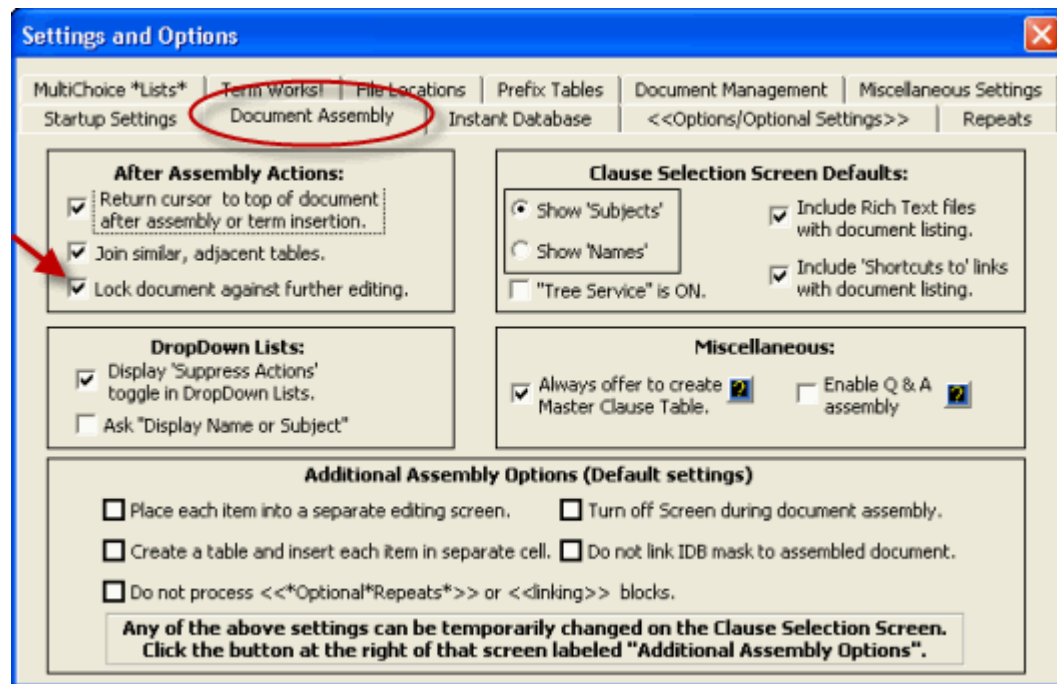 Settings and Options
MultiChoice *Lists*
Term Works!
File Locations
Prefix Tables
Document Management
Miscellaneous Settings
Startup Settings
Document Assembly
Instant Database
<<Options/Optional Settings>>
Repeats
After Assembly Actions:
Return cursor to top of document
after assembly or term insertion.
Join similar, adjacent tables.
Lock document against further editing.
Clause Selection Screen Defaults:
Show 'Subjects'
Show 'Names'
"Tree Service" is ON.
Include Rich Text files
with document listing.
Include 'Shortcuts to' links
with document listing.
DropDown Lists:
Display 'Suppress Actions'
toggle in DropDown Lists.
Ask "Display Name or Subject"
Miscellaneous:
Always offer to create
Master Clause Table.
?
Enable Q & A
assembly
?
Additional Assembly Options (Default settings)
Place each item into a separate editing screen.
Turn off Screen during document assembly.
Create a table and insert each item in separate cell.
Do not link IDB mask to assembled document.
Do not process <<*Optional*Repeats*>> or <<linking>> blocks.
Any of the above settings can be temporarily changed on the Clause Selection Screen.
Click the button at the right of that screen labeled "Additional Assembly Options".